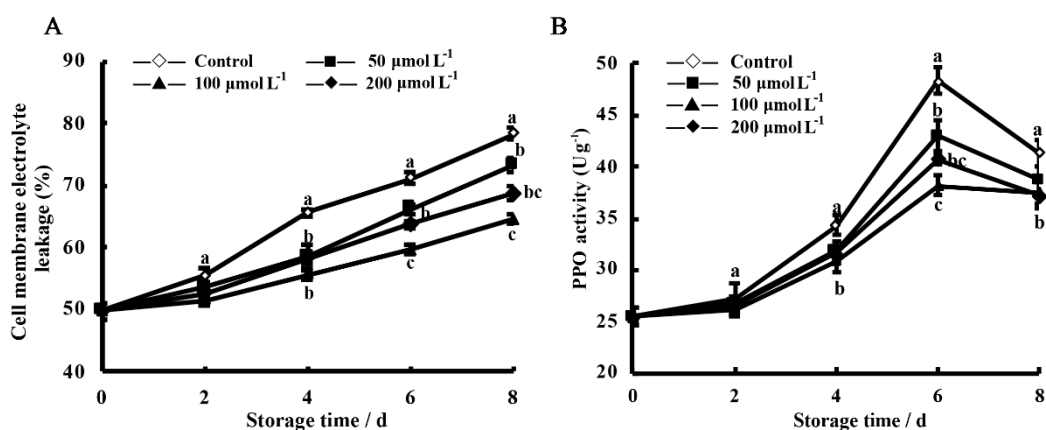 A
Control
50 µmol L-1
100 µmol L-1
200 µmol L-1
Cell membrane electrolyte
leakage (%)
90
80
70
60
50
40
a
a
a
a
b
b
b
b
bc
c
c
0 2 4 6 8
Storage time / d
B
Control
50 µmol L-1
100 µmol L-1
200 µmol L-1
PPO activity (U g-1)
50
45
40
35
30
25
20
a
a
a
a
b
b
bc
c
b
0 2 4 6 8
Storage time / d